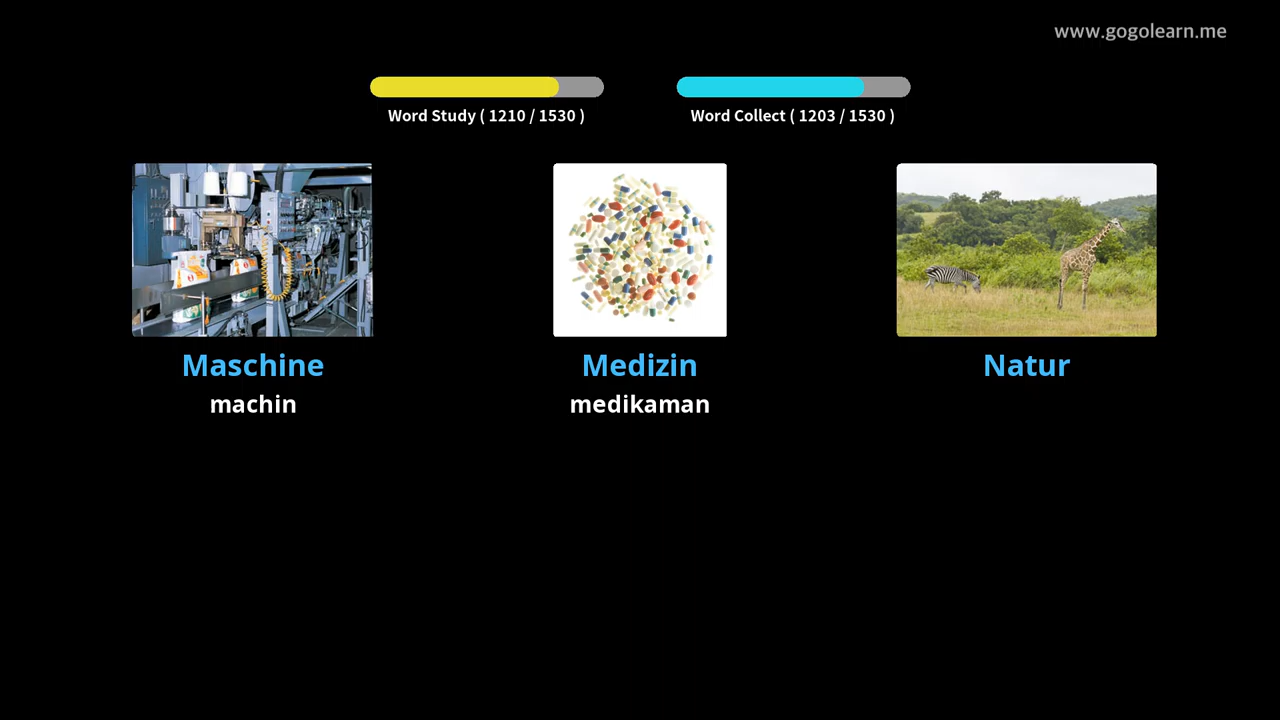 www.gogolearn.me
Word Study ( 1210 / 1530 )
Word Collect ( 1203 / 1530 )
Maschine
machin
Medizin
medikaman
Natur